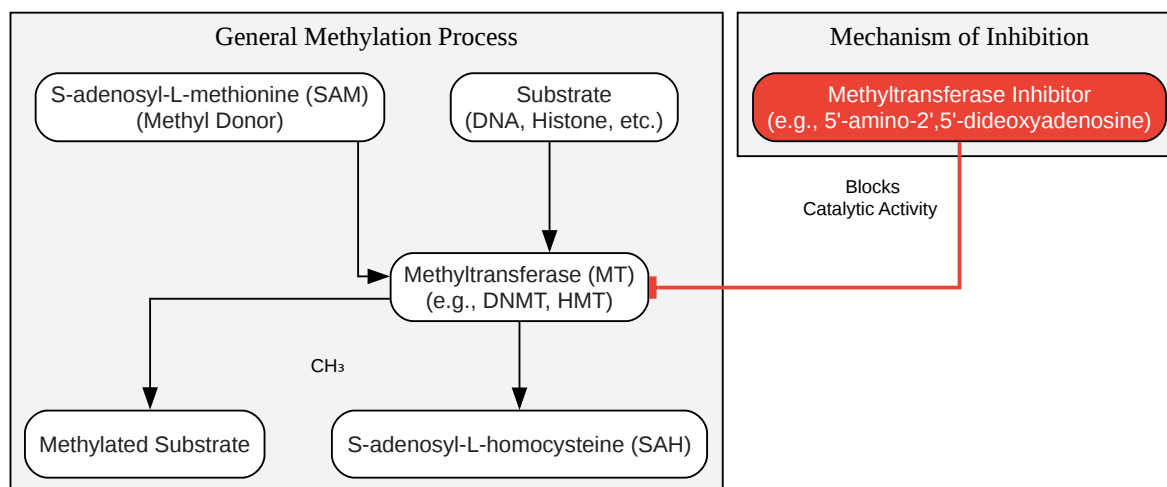 General Methylation Process
Mechanism of Inhibition
S-adenosyl-L-methionine (SAM)
(Methyl Donor)
Substrate
(DNA, Histone, etc.)
Methyltransferase Inhibitor
(e.g., 5'-amino-2',5'-dideoxyadenosine)
Blocks
Catalytic Activity
Methyltransferase (MT)
(e.g., DNMT, HMT)
CH₃
Methylated Substrate
S-adenosyl-L-homocysteine (SAH)